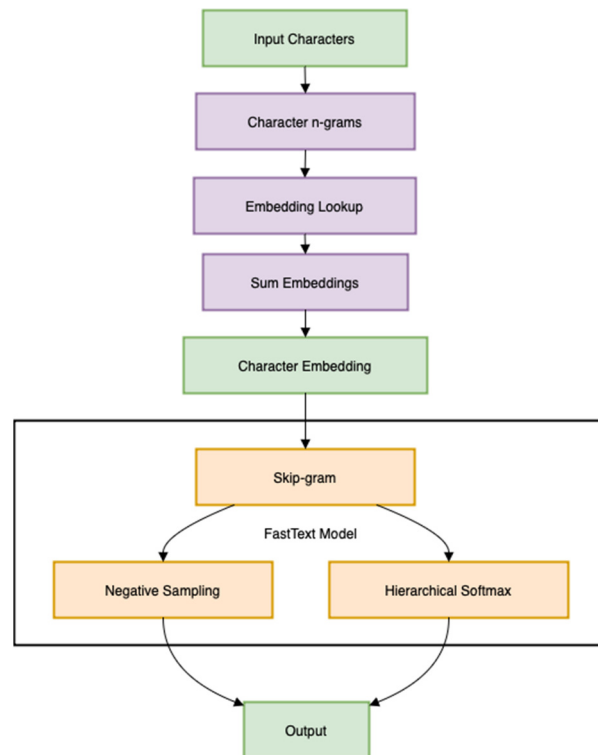 Input Characters
Character n-grams
Embedding Lookup
Sum Embeddings
Character Embedding
Skip-gram
FastText Model
Negative Sampling
Hierarchical Softmax
Output